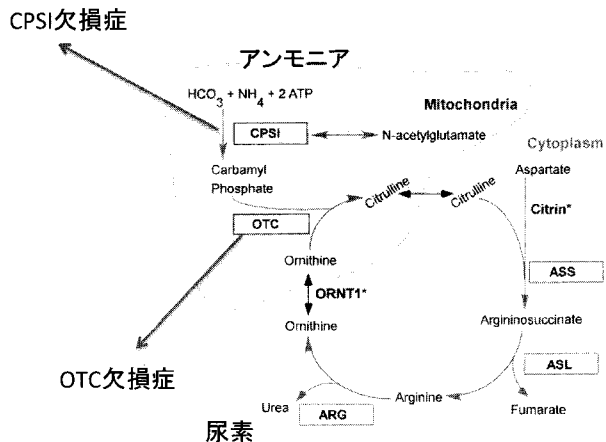 CPSI欠損症
アンモニア
HCO3 + NH4 + 2 ATP
Mitochondria
CPSI
N-acetylglutamate
Cytoplasm
Carbamyl
Phosphate
Citrulline
Citrulline
Aspartate
OTC
Citrin*
Ornithine
ASS
ORNT1*
Ornithine
Argininosuccinate
ASL
OTC欠損症
Arginine
Urea
ARG
Fumarate
尿素